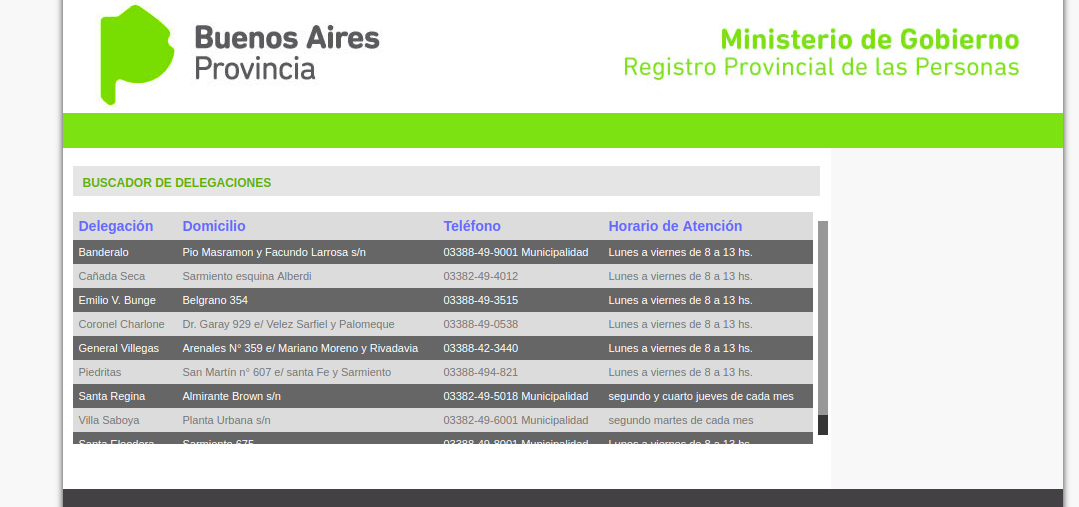 Buenos Aires
Provincia
Ministerio de Gobierno
Registro Provincial de las Personas
BUSCADOR DE DELEGACIONES
Delegación Domicilio Teléfono Horario de Atención
Banderalo Pio Masramon y Facundo Larrosa s/n 03388-49-9001 Municipalidad Lunes a viernes de 8 a 13 hs.
Cañada Seca Sarmiento esquina Alberdi 03382-49-4012 Lunes a viernes de 8 a 13 hs.
Emilio V. Bunge Belgrano 354 03388-49-3515 Lunes a viernes de 8 a 13 hs.
Coronel Charlone Dr. Garay 929 e/ Velez Sarfiel y Palomeque 03388-49-0538 Lunes a viernes de 8 a 13 hs.
General Villegas Arenales N° 359 e/ Mariano Moreno y Rivadavia 03388-42-3440 Lunes a viernes de 8 a 13 hs.
Piedritas San Martín n° 607 e/ santa Fe y Sarmiento 03388-494-821 Lunes a viernes de 8 a 13 hs.
Santa Regina Almirante Brown s/n 03382-49-5018 Municipalidad segundo y cuarto jueves de cada mes
Villa Saboya Planta Urbana s/n 03382-49-6001 Municipalidad segundo martes de cada mes
Santa Eleodora Sarmiento 675 03388-49-8001 Municipalidad Lunes a viernes de 8 a 13 hs.